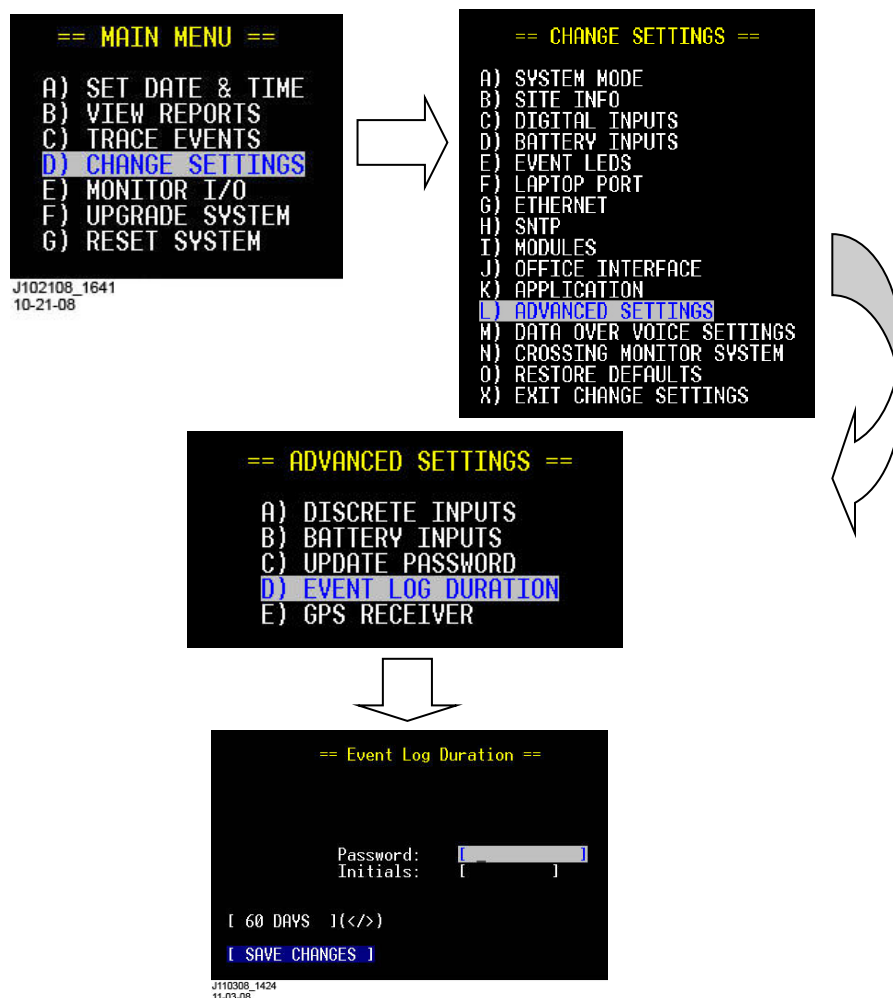 == MAIN MENU ==
A) SET DATE & TIME
B) VIEW REPORTS
C) TRACE EVENTS
D) CHANGE SETTINGS
E) MONITOR I/O
F) UPGRADE SYSTEM
G) RESET SYSTEM
J102108_1641
10-21-08
== CHANGE SETTINGS ==
A) SYSTEM MODE
B) SITE INFO
C) DIGITAL INPUTS
D) BATTERY INPUTS
E) EVENT LEDS
F) LAPTOP PORT
G) ETHERNET
H) SNTP
I) MODULES
J) OFFICE INTERFACE
K) APPLICATION
L) ADVANCED SETTINGS
M) DATA OVER VOICE SETTINGS
N) CROSSING MONITOR SYSTEM
O) RESTORE DEFAULTS
X) EXIT CHANGE SETTINGS
== ADVANCED SETTINGS ==
A) DISCRETE INPUTS
B) BATTERY INPUTS
C) UPDATE PASSWORD
D) EVENT LOG DURATION
E) GPS RECEIVER
== Event Log Duration ==
Password: [ _ ]
Initials: [ ]
[ 60 DAYS ](</>)
[ SAVE CHANGES ]
J110308_1424
11-03-08